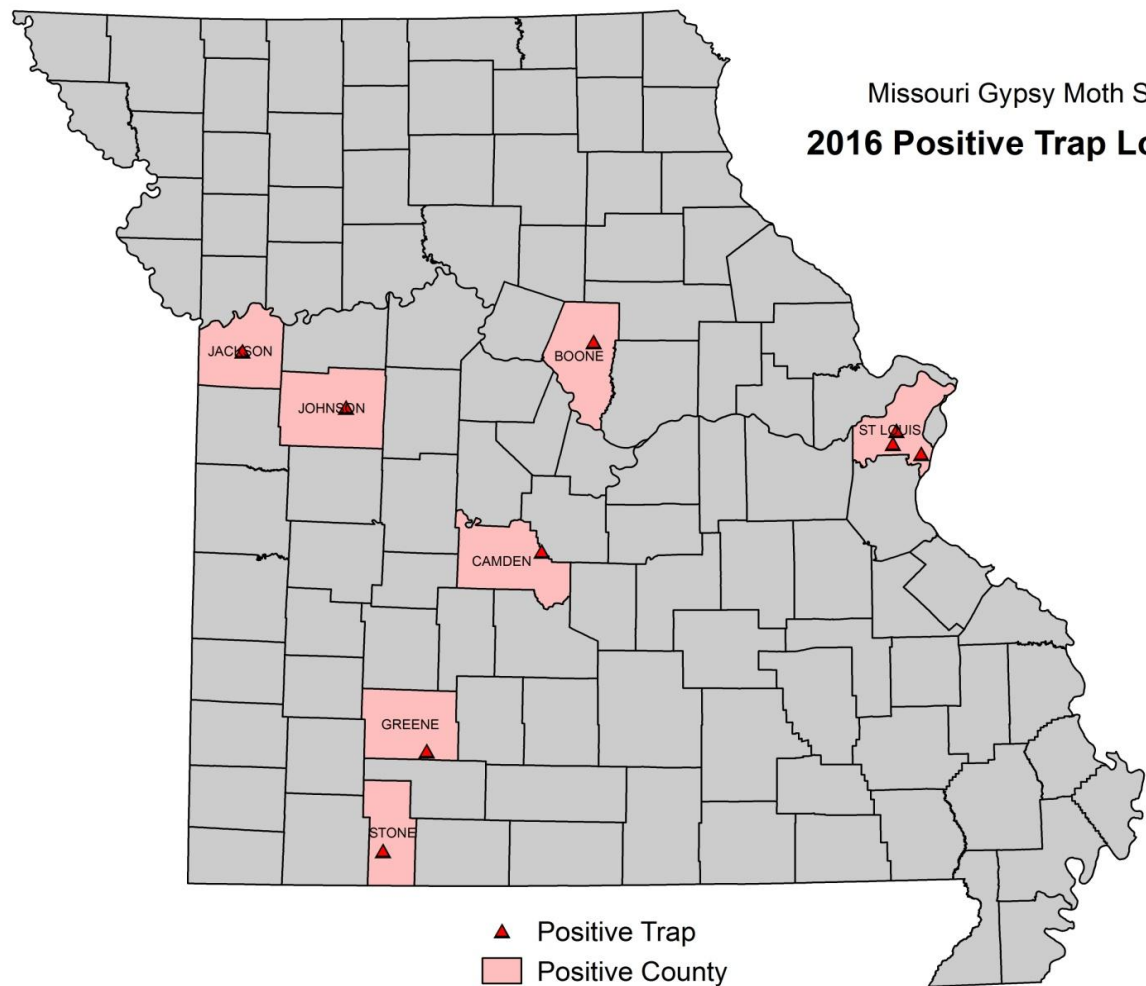 Missouri Gypsy Moth S
2016 Positive Trap Lo
JACKSON
BOONE
JOHNSON
ST LOUIS
CAMDEN
GREENE
STONE
Positive Trap
Positive County